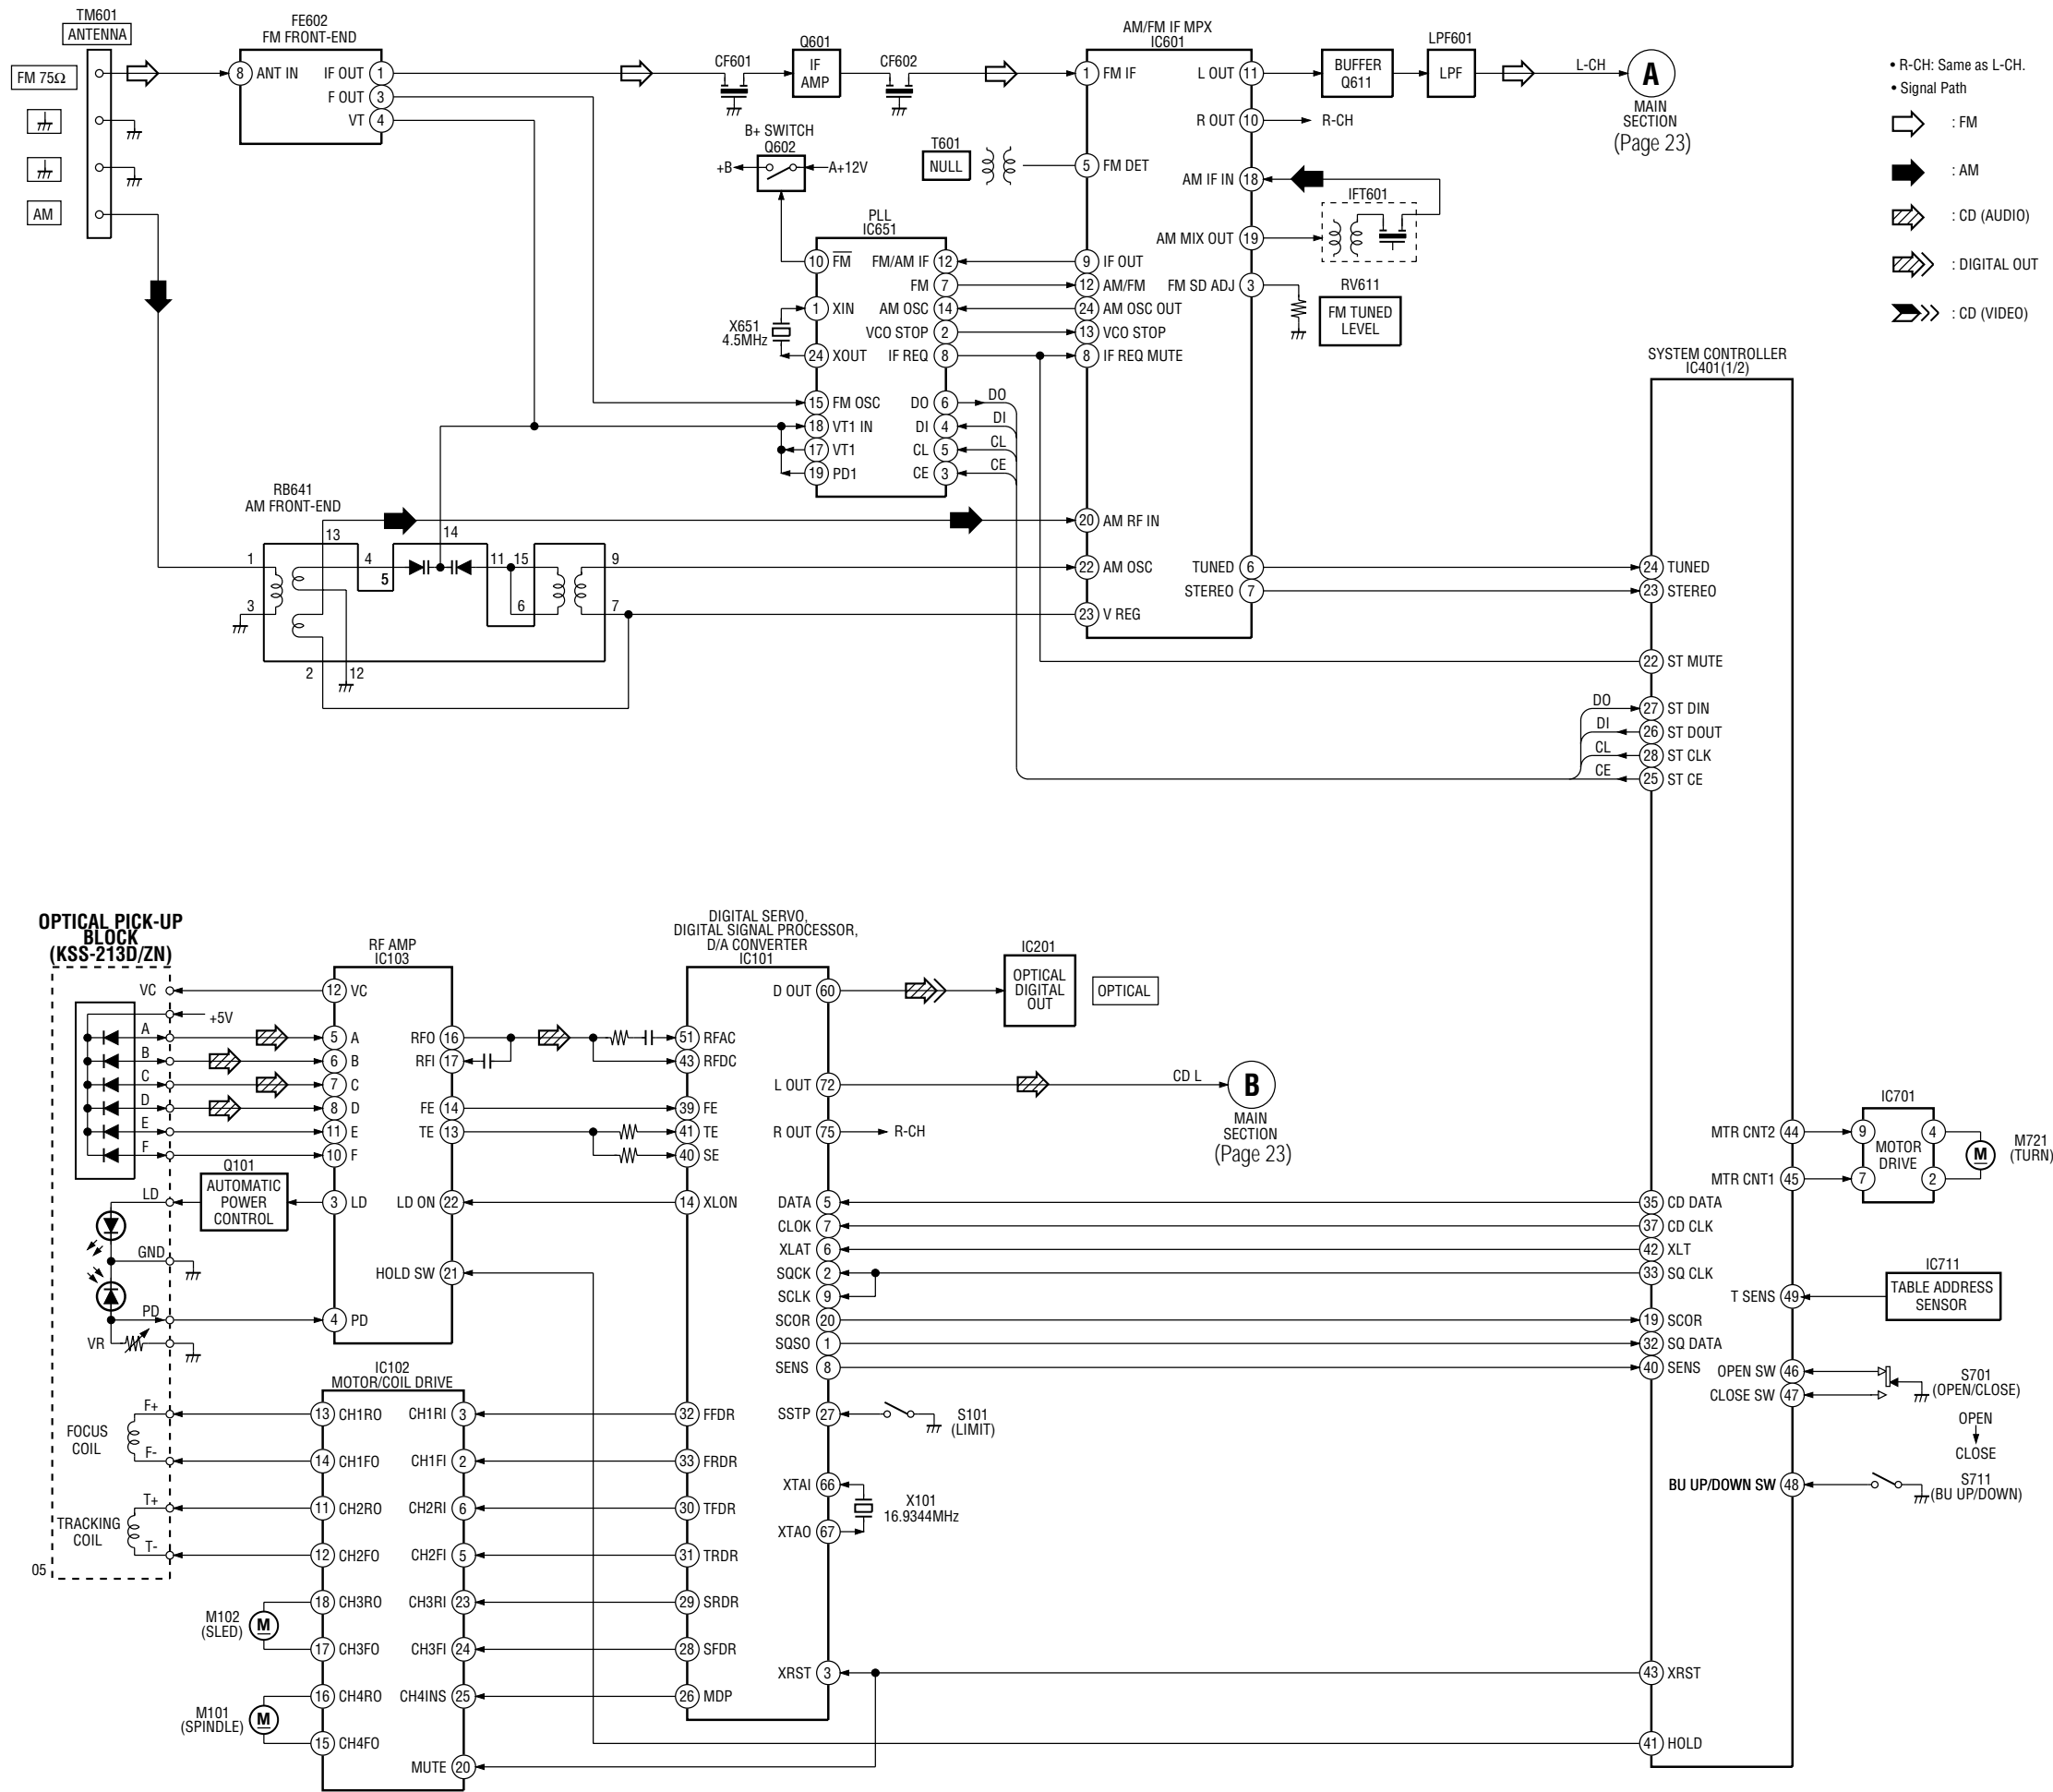 TM601
ANTENNA
FM 75Ω
AM
FE602
FM FRONT-END
8 ANT IN
IF OUT 1
F OUT 3
VT 4
CF601
Q601
IF
AMP
CF602
B+ SWITCH
Q602
+B
A+12V
T601
NULL
AM/FM IF MPX
IC601
1 FM IF
5 FM DET
9 IF OUT
12 AM/FM
24 AM OSC OUT
13 VCO STOP
8 IF REQ MUTE
20 AM RF IN
22 AM OSC
23 V REG
L OUT 11
R OUT 10
R-CH
AM IF IN 18
AM MIX OUT 19
FM SD ADJ 3
TUNED 6
STEREO 7
BUFFER
Q611
LPF601
LPF
L-CH
A
MAIN
SECTION
(Page 23)
IFT601
RV611
FM TUNED
LEVEL
• R-CH: Same as L-CH.
• Signal Path
: FM
: AM
: CD (AUDIO)
: DIGITAL OUT
: CD (VIDEO)
PLL
IC651
10 FM
1 XIN
24 XOUT
15 FM OSC
18 VT1 IN
17 VT1
19 PD1
FM/AM IF 12
FM 7
AM OSC 14
VCO STOP 2
IF REQ 8
DO 6
DI 4
CL 5
CE 3
DO
DI
CL
CE
X651
4.5MHz
RB641
AM FRONT-END
13
14
1
4
5
11
15
9
3
6
7
2
12
SYSTEM CONTROLLER
IC401(1/2)
24 TUNED
23 STEREO
22 ST MUTE
DO
27 ST DIN
DI
26 ST DOUT
CL
28 ST CLK
CE
25 ST CE
35 CD DATA
37 CD CLK
42 XLT
33 SQ CLK
19 SCOR
32 SQ DATA
40 SENS
43 XRST
41 HOLD
MTR CNT2 44
MTR CNT1 45
T SENS 49
OPEN SW 46
CLOSE SW 47
BU UP/DOWN SW 48
IC701
9
4
MOTOR
DRIVE
7
2
M
M721
(TURN)
IC711
TABLE ADDRESS
SENSOR
S701
(OPEN/CLOSE)
OPEN
CLOSE
S711
(BU UP/DOWN)
OPTICAL PICK-UP
BLOCK
(KSS-213D/ZN)
VC
+5V
A
B
C
D
E
F
LD
GND
PD
VR
F+
FOCUS
COIL
F-
T+
TRACKING
COIL
T-
05
Q101
AUTOMATIC
POWER
CONTROL
RF AMP
IC103
12 VC
5 A
6 B
7 C
8 D
11 E
10 F
3 LD
4 PD
RFO 16
RFI 17
FE 14
TE 13
LD ON 22
HOLD SW 21
IC102
MOTOR/COIL DRIVE
13 CH1RO
14 CH1FO
11 CH2RO
12 CH2FO
18 CH3RO
17 CH3FO
16 CH4RO
15 CH4FO
CH1RI 3
CH1FI 2
CH2RI 6
CH2FI 5
CH3RI 23
CH3FI 24
CH4INS 25
MUTE 20
M102
(SLED)
M
M101
(SPINDLE)
M
DIGITAL SERVO,
DIGITAL SIGNAL PROCESSOR,
D/A CONVERTER
IC101
51 RFAC
43 RFDC
39 FE
41 TE
40 SE
14 XLON
32 FFDR
33 FRDR
30 TFDR
31 TRDR
29 SRDR
28 SFDR
26 MDP
D OUT 60
L OUT 72
R OUT 75
DATA 5
CLOK 7
XLAT 6
SQCK 2
SCLK 9
SCOR 20
SQSO 1
SENS 8
SSTP 27
XTAI 66
XTAO 67
XRST 3
IC201
OPTICAL
DIGITAL
OUT
OPTICAL
CD L
B
MAIN
SECTION
(Page 23)
R-CH
S101
(LIMIT)
X101
16.9344MHz